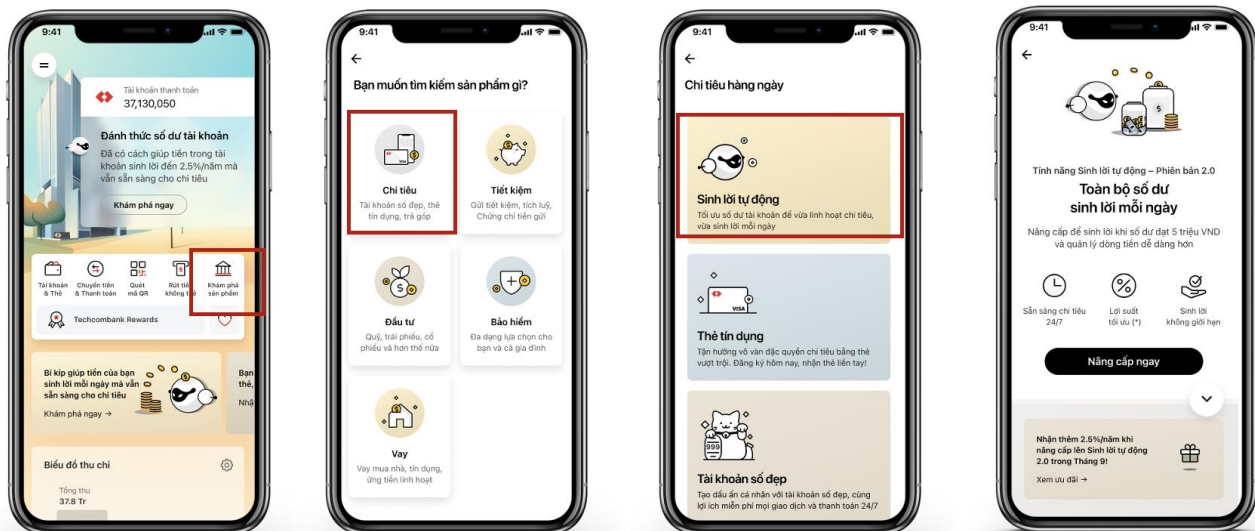 9:41
Tài khoản thanh toán
37,130,050
Đánh thức số dư tài khoản
Đã có cách giúp tiền trong tài
khoản sinh lời đến 2.5%/năm mà
vẫn sẵn sàng cho chi tiêu
Khám phá ngay
Tài khoản
& Thẻ
Chuyển tiền
& Thanh toán
Quét
mã QR
Rút tiền
không thẻ
Khám phá
sản phẩm
Techcombank Rewards
Bí kíp giúp tiền của bạn
sinh lời mỗi ngày mà vẫn
sẵn sàng cho chi tiêu
Khám phá ngay →
Bạn
thẻ,
Nhậ
Biểu đồ thu chi
Tổng thu
37.8 Tr
9:41
Bạn muốn tìm kiếm sản phẩm gì?
VISA
Chi tiêu
Tài khoản số đẹp, thẻ
tín dụng, trả góp
Tiết kiệm
Gửi tiết kiệm, tích luỹ,
Chứng chỉ tiền gửi
Đầu tư
Quỹ, trái phiếu, cổ
phiếu và hơn thế nữa
Bảo hiểm
Đa dạng lựa chọn cho
bạn và cả gia đình
Vay
Vay mua nhà, tín dụng,
ứng tiền linh hoạt
9:41
Chi tiêu hàng ngày
Sinh lời tự động
Tối ưu số dư tài khoản để vừa linh hoạt chi tiêu,
vừa sinh lời mỗi ngày
VISA
Thẻ tín dụng
Tận hưởng vô vàn đặc quyền chi tiêu bằng thẻ
vượt trội. Đăng ký hôm nay, nhận thẻ liền tay!
999
Tài khoản số đẹp
Tạo dấu ấn cá nhân với tài khoản số đẹp, cùng
lợi ích miễn phí mọi giao dịch và thanh toán 24/7
9:41
Tính năng Sinh lời tự động – Phiên bản 2.0
Toàn bộ số dư
sinh lời mỗi ngày
Nâng cấp để sinh lời khi số dư đạt 5 triệu VND
và quản lý dòng tiền dễ dàng hơn
Sẵn sàng chi tiêu
24/7
Lợi suất
tối ưu (*)
Sinh lời
không giới hạn
Nâng cấp ngay
Nhận thêm 2.5%/năm khi
nâng cấp lên Sinh lời tự động
2.0 trong Tháng 9!
Xem ưu đãi →